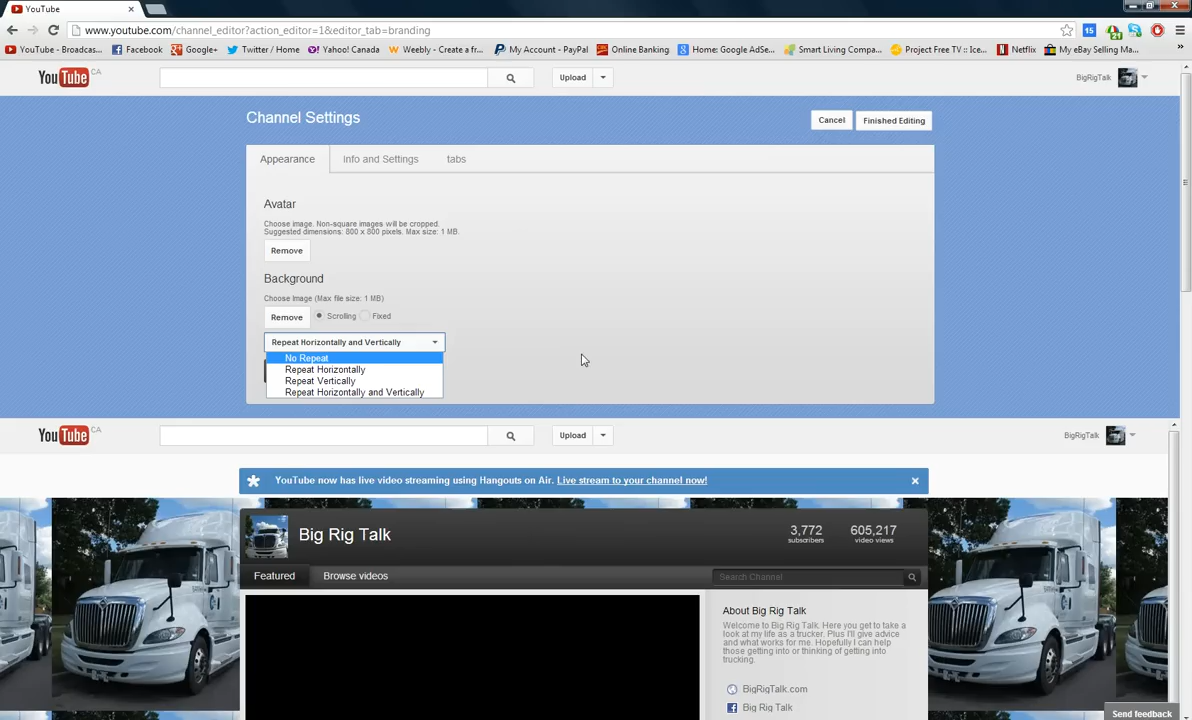 YouTube
www.youtube.com/channel_editor?action_editor=1&editor_tab=branding
YouTube - Broadcas... Facebook Google+ Twitter / Home Yahoo! Canada Weebly - Create a fr... My Account - PayPal Online Banking Home: Google AdSe... Smart Living Compa... Project Free TV :: Ice... Netflix My eBay Selling Ma...
YouTube CA Upload BigRigTalk
Channel Settings
Cancel Finished Editing
Appearance info and Settings tabs
Avatar
Choose image. Non-square images will be cropped.
Suggested dimensions: 800 x 800 pixels. Max size: 1 MB.
Remove
Background
Choose Image (Max file size: 1 MB)
Remove Scrolling Fixed
Repeat Horizontally and Vertically
No Repeat
Repeat Horizontally
Repeat Vertically
Repeat Horizontally and Vertically
YouTube CA Upload BigRigTalk
YouTube now has live video streaming using Hangouts on Air. Live stream to your channel now!
Big Rig Talk
3,772 605,217
subscribers video views
Featured Browse videos Search Channel
About Big Rig Talk
Welcome to Big Rig Talk. Here you get to take a
look at my life as a trucker. Plus I'll give advice
and what works for me. Hopefully I can help
those getting into or thinking of getting into
trucking.
BigRigTalk.com
Big Rig Talk
Send feedback